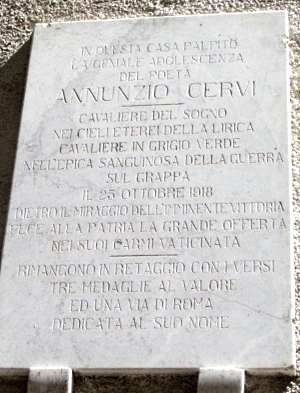 IN QUESTA CASA PALPITÒ
LA GENIALE ADOLESCENZA
DEL POETA
ANNUNZIO CERVI
CAVALIERE DEL SOGNO
NEI CIELI ETEREI DELLA LIRICA
CAVALIERE IN GRIGIO VERDE
NELL'EPICA SANGUINOSA DELLA GUERRA
SUL GRAPPA
IL 25 OTTOBRE 1918
DIETRO IL MIRAGGIO DELL'IMMINENTE VITTORIA
FECE ALLA PATRIA LA GRANDE OFFERTA
NEI SUOI CARMI VATICINATA
RIMANGONO IN RETAGGIO CON I VERSI
TRE MEDAGLIE AL VALORE
ED UNA VIA DI ROMA
DEDICATA AL SUO NOME